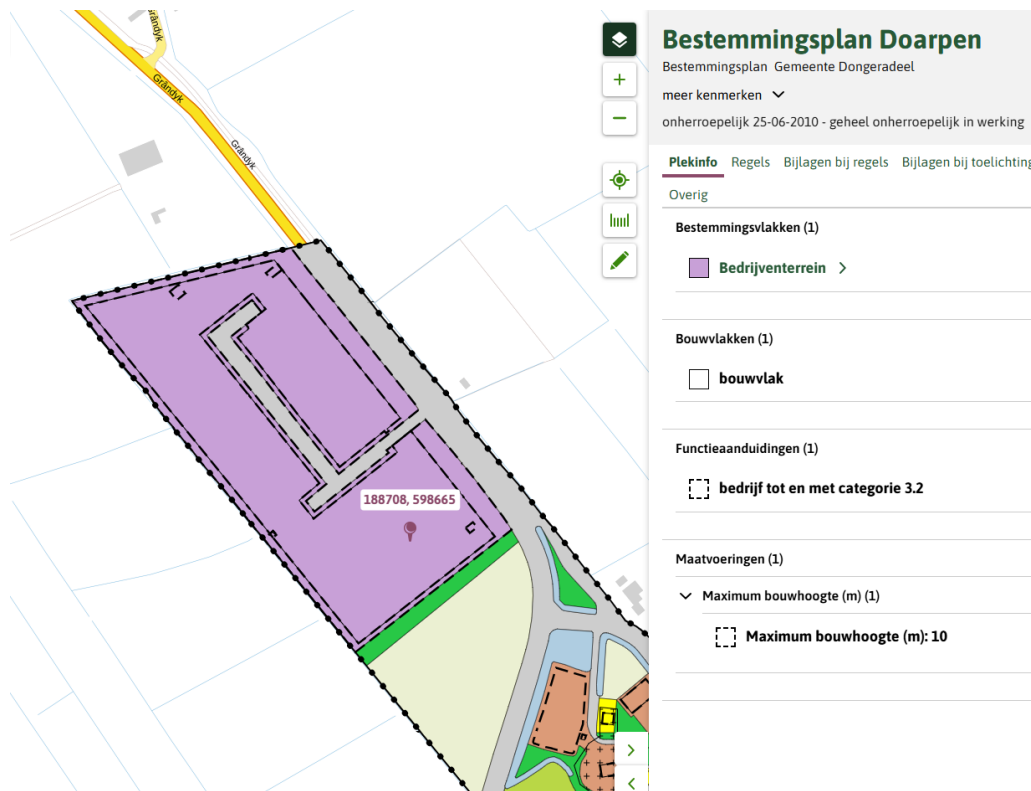 Grândyk
Grândyk
Grândyk
188708, 598665
Bestemmingsplan Doarpen
Bestemmingsplan Gemeente Dongeradeel
meer kenmerken
onherroepelijk 25-06-2010 - geheel onherroepelijk in werking
Plekinfo Regels Bijlagen bij regels Bijlagen bij toelichting
Overig
Bestemmingsvlakken (1)
Bedrijventerrein
Bouwvlakken (1)
bouwvlak
Functieaanduidingen (1)
bedrijf tot en met categorie 3.2
Maatvoeringen (1)
Maximum bouwhoogte (m) (1)
Maximum bouwhoogte (m): 10